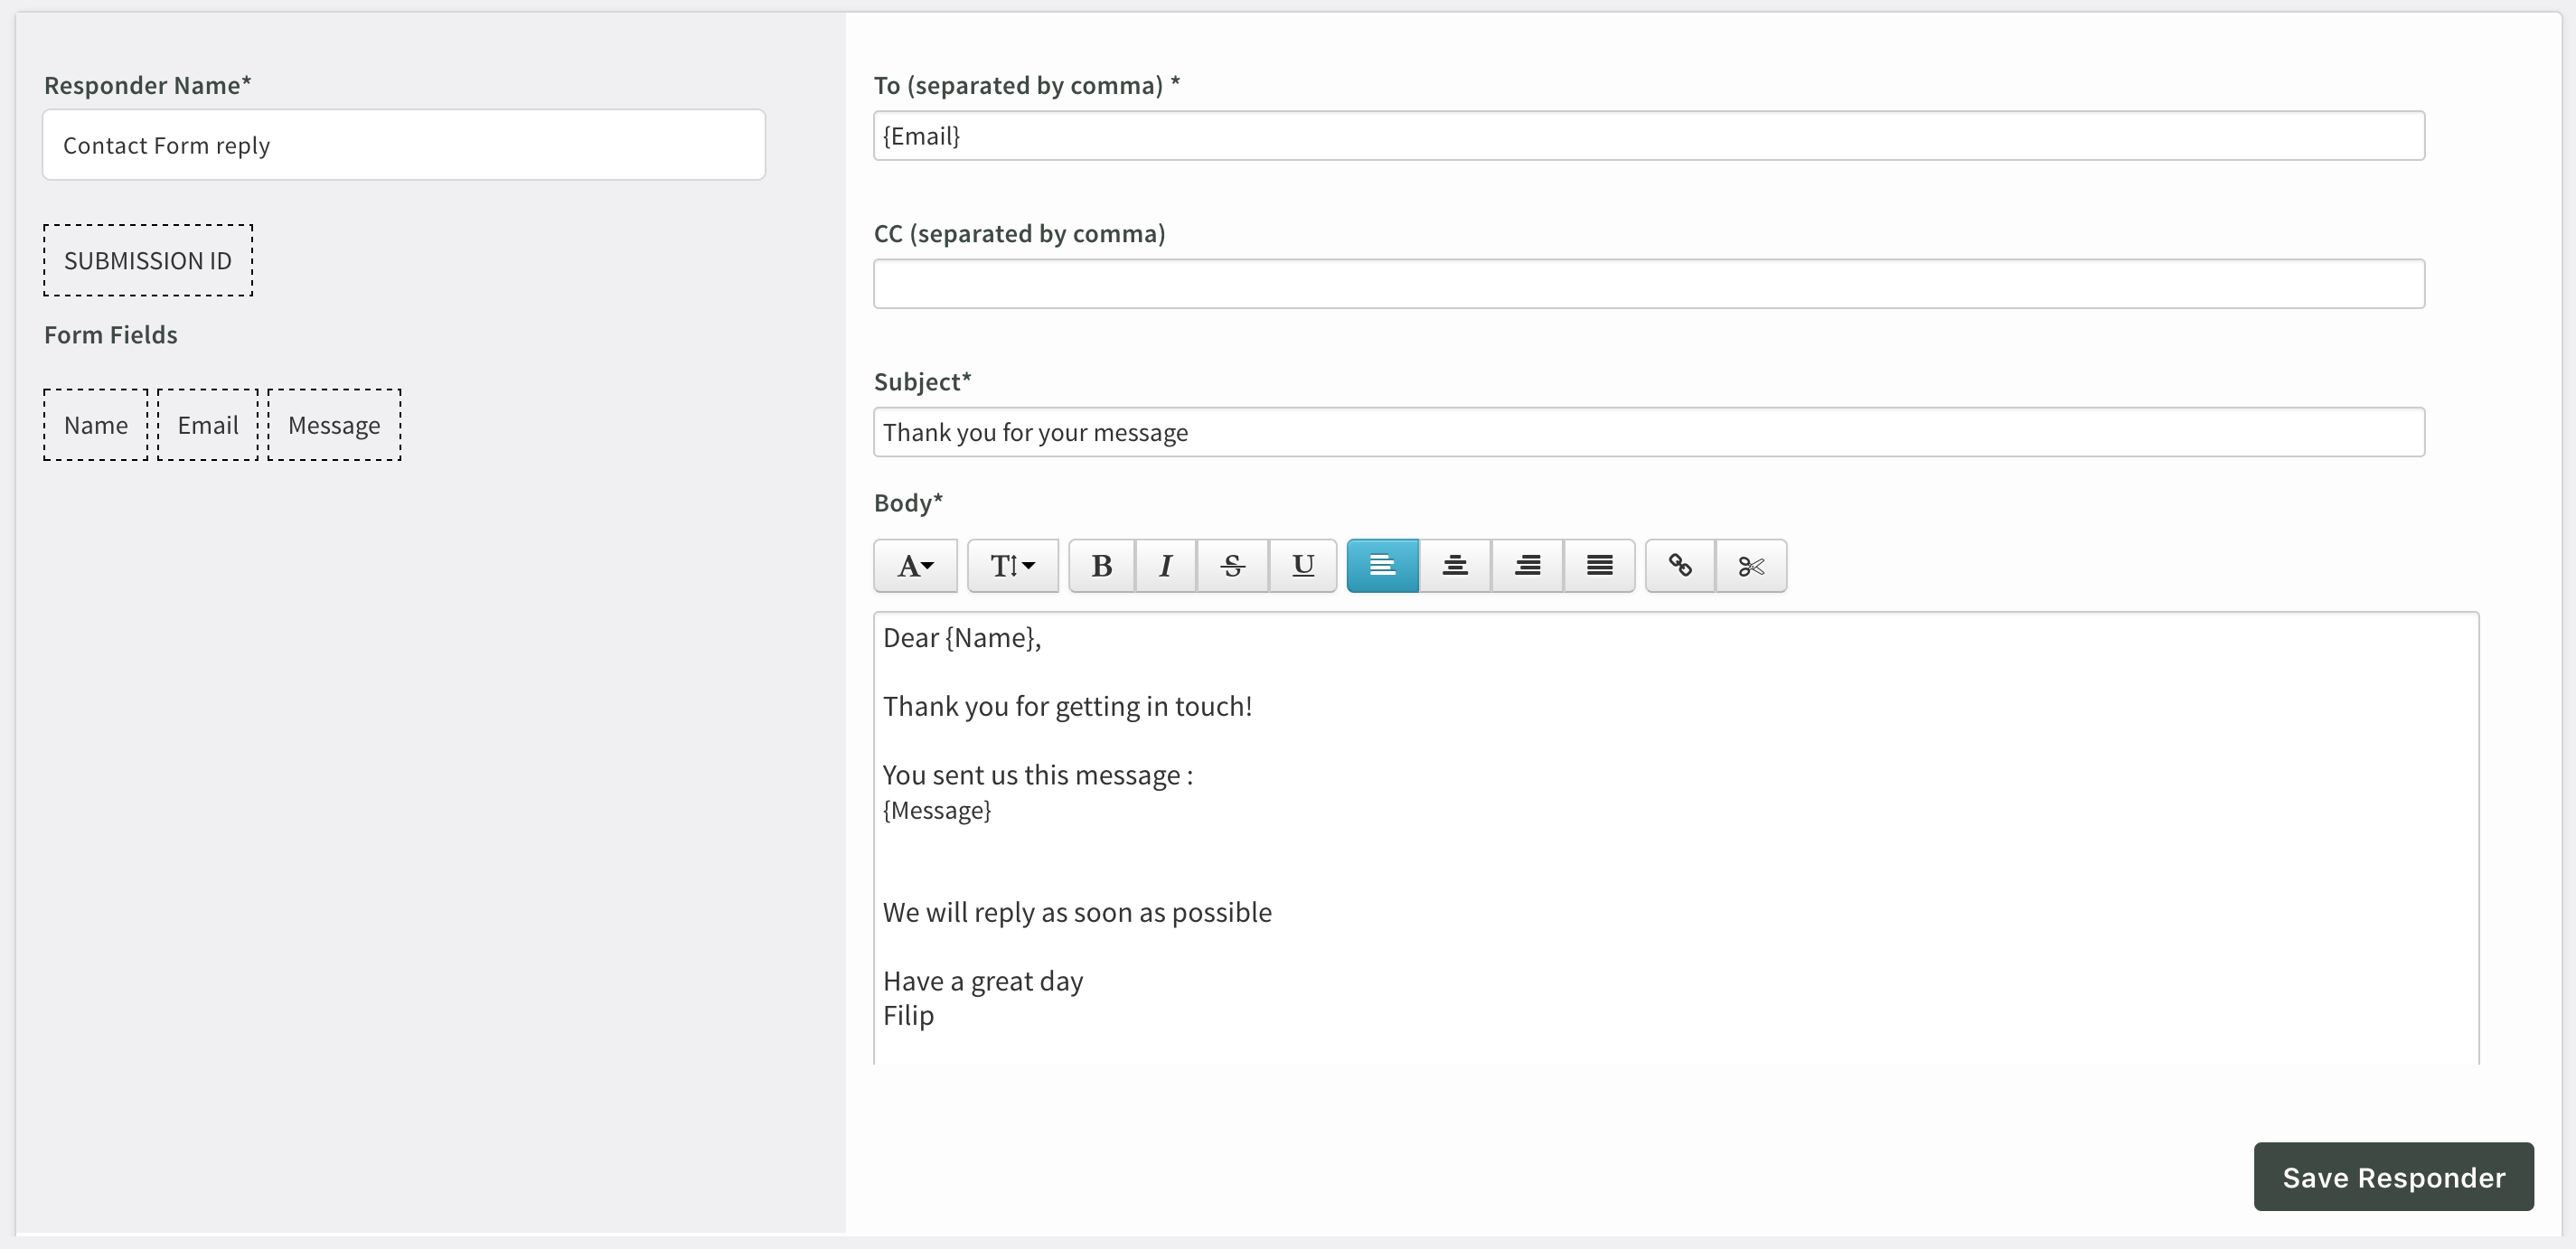 Responder Name*
Contact Form reply
SUBMISSION ID
Form Fields
Name Email Message
To (separated by comma) *
{Email}
CC (separated by comma)
Subject*
Thank you for your message
Body*
A T B I S U
Dear {Name},
Thank you for getting in touch!
You sent us this message :
{Message}
We will reply as soon as possible
Have a great day
Filip
Save Responder